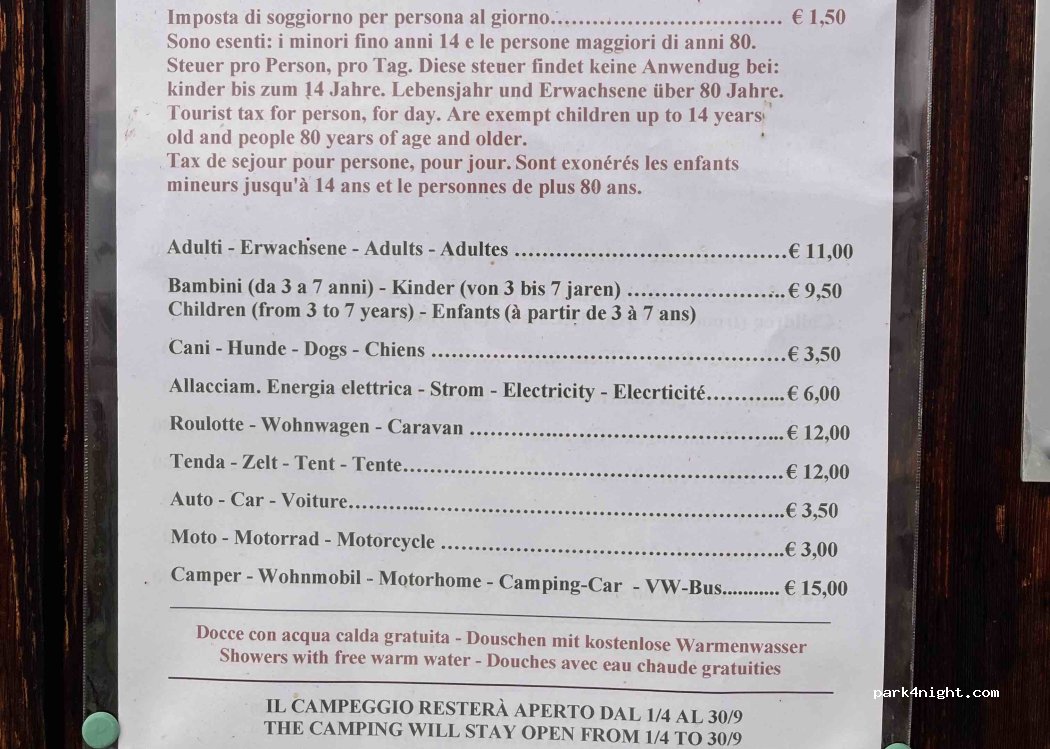 Imposta di soggiorno per persona al giorno................................ € 1,50
Sono esenti: i minori fino anni 14 e le persone maggiori di anni 80.
Steuer pro Person, pro Tag. Diese steuer findet keine Anwendug bei:
kinder bis zum 14 Jahre. Lebensjahr und Erwachsene über 80 Jahre.
Tourist tax for person, for day. Are exempt children up to 14 years
old and people 80 years of age and older.
Tax de sejour pour persone, pour jour. Sont exonérés les enfants
mineurs jusqu'à 14 ans et le personnes de plus 80 ans.
Adulti - Erwachsene - Adults - Adultes ......................................€ 11,00
Bambini (da 3 a 7 anni) - Kinder (von 3 bis 7 jaren) ......................€ 9,50
Children (from 3 to 7 years) - Enfants (à partir de 3 à 7 ans)
Cani - Hunde - Dogs - Chiens .................................................€ 3,50
Allacciam. Energia elettrica - Strom - Electricity - Elecrticité...........€ 6,00
Roulotte - Wohnwagen - Caravan ............................................€ 12,00
Tenda - Zelt - Tent - Tente.....................................................€ 12,00
Auto - Car - Voiture.............................................................€ 3,50
Moto - Motorrad - Motorcycle ................................................€ 3,00
Camper - Wohnmobil - Motorhome - Camping-Car - VW-Bus........... € 15,00
Docce con acqua calda gratuita - Douschen mit kostenlose Warmenwasser
Showers with free warm water - Douches avec eau chaude gratuities
IL CAMPEGGIO RESTERÀ APERTO DAL 1/4 AL 30/9
THE CAMPING WILL STAY OPEN FROM 1/4 TO 30/9
park4night.com